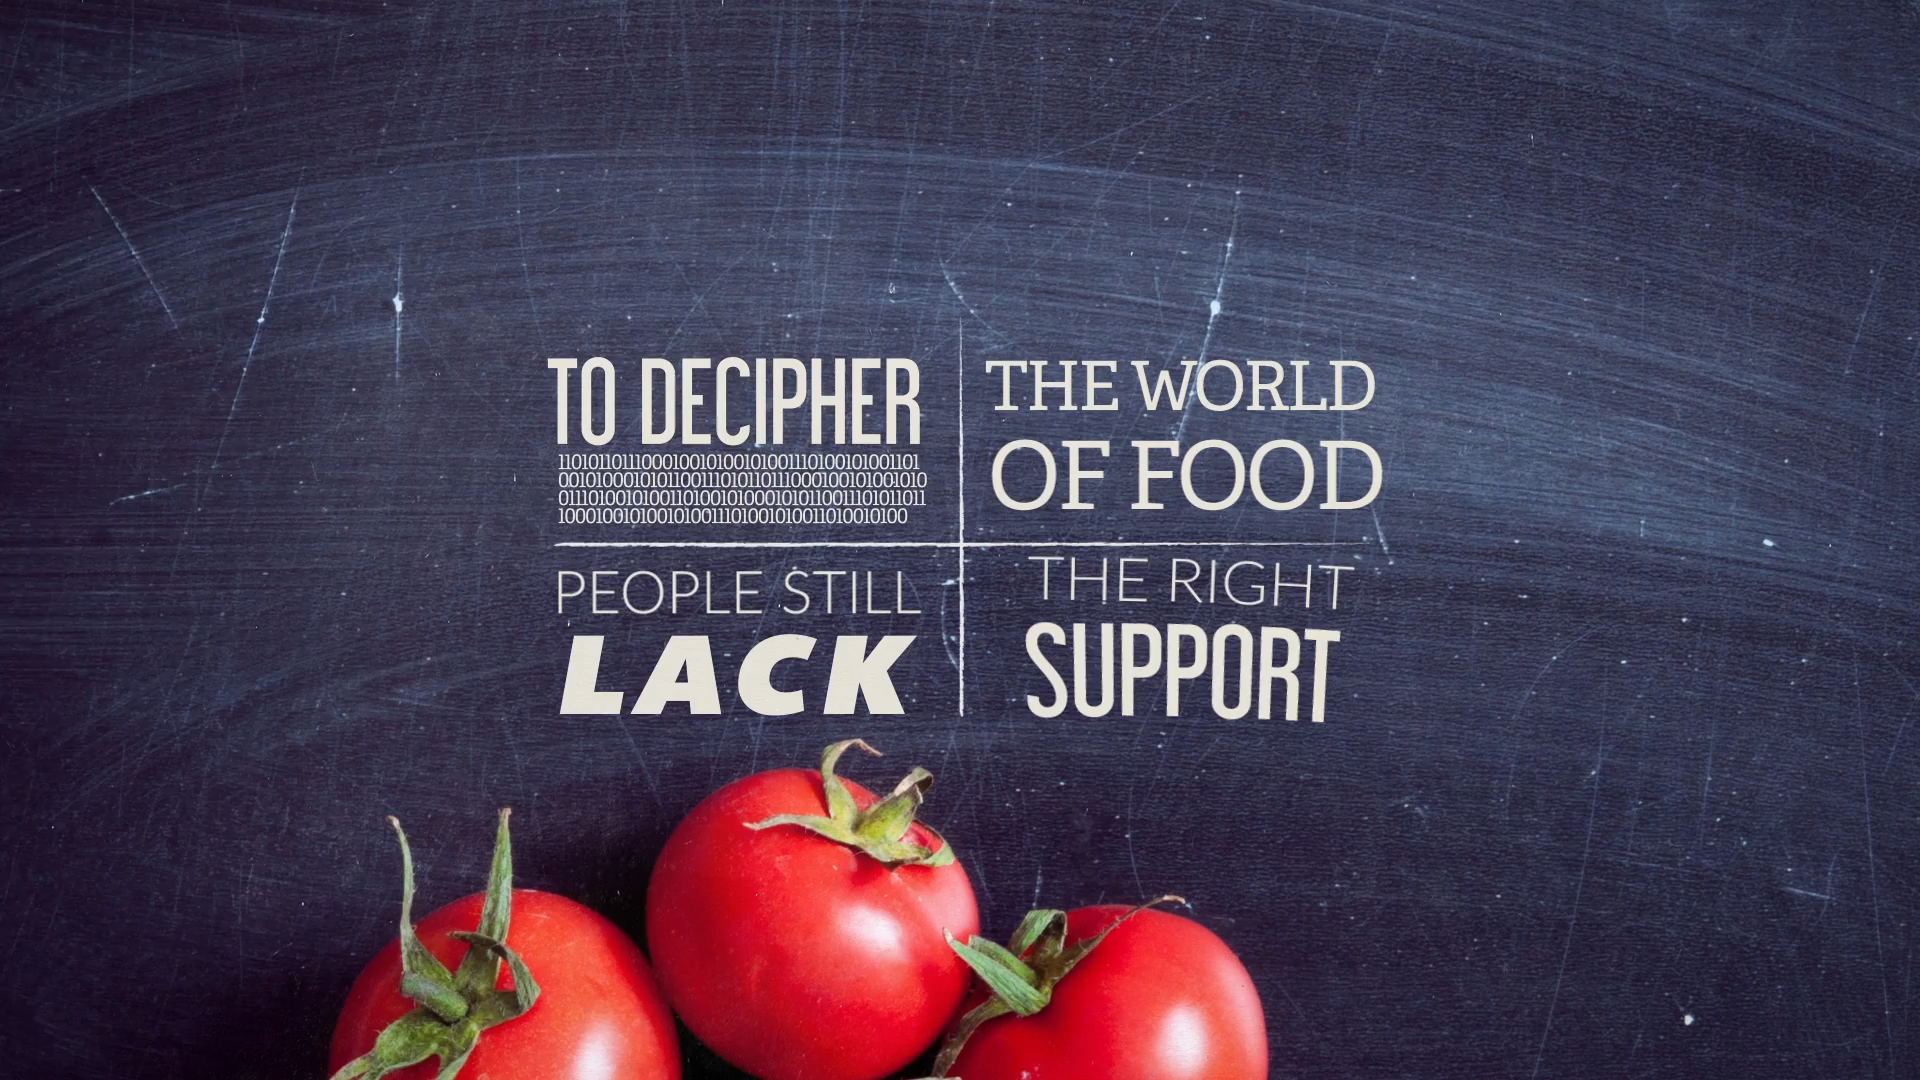 TO DECIPHER
THE WORLD
OF FOOD
PEOPLE STILL
LACK
THE RIGHT
SUPPORT